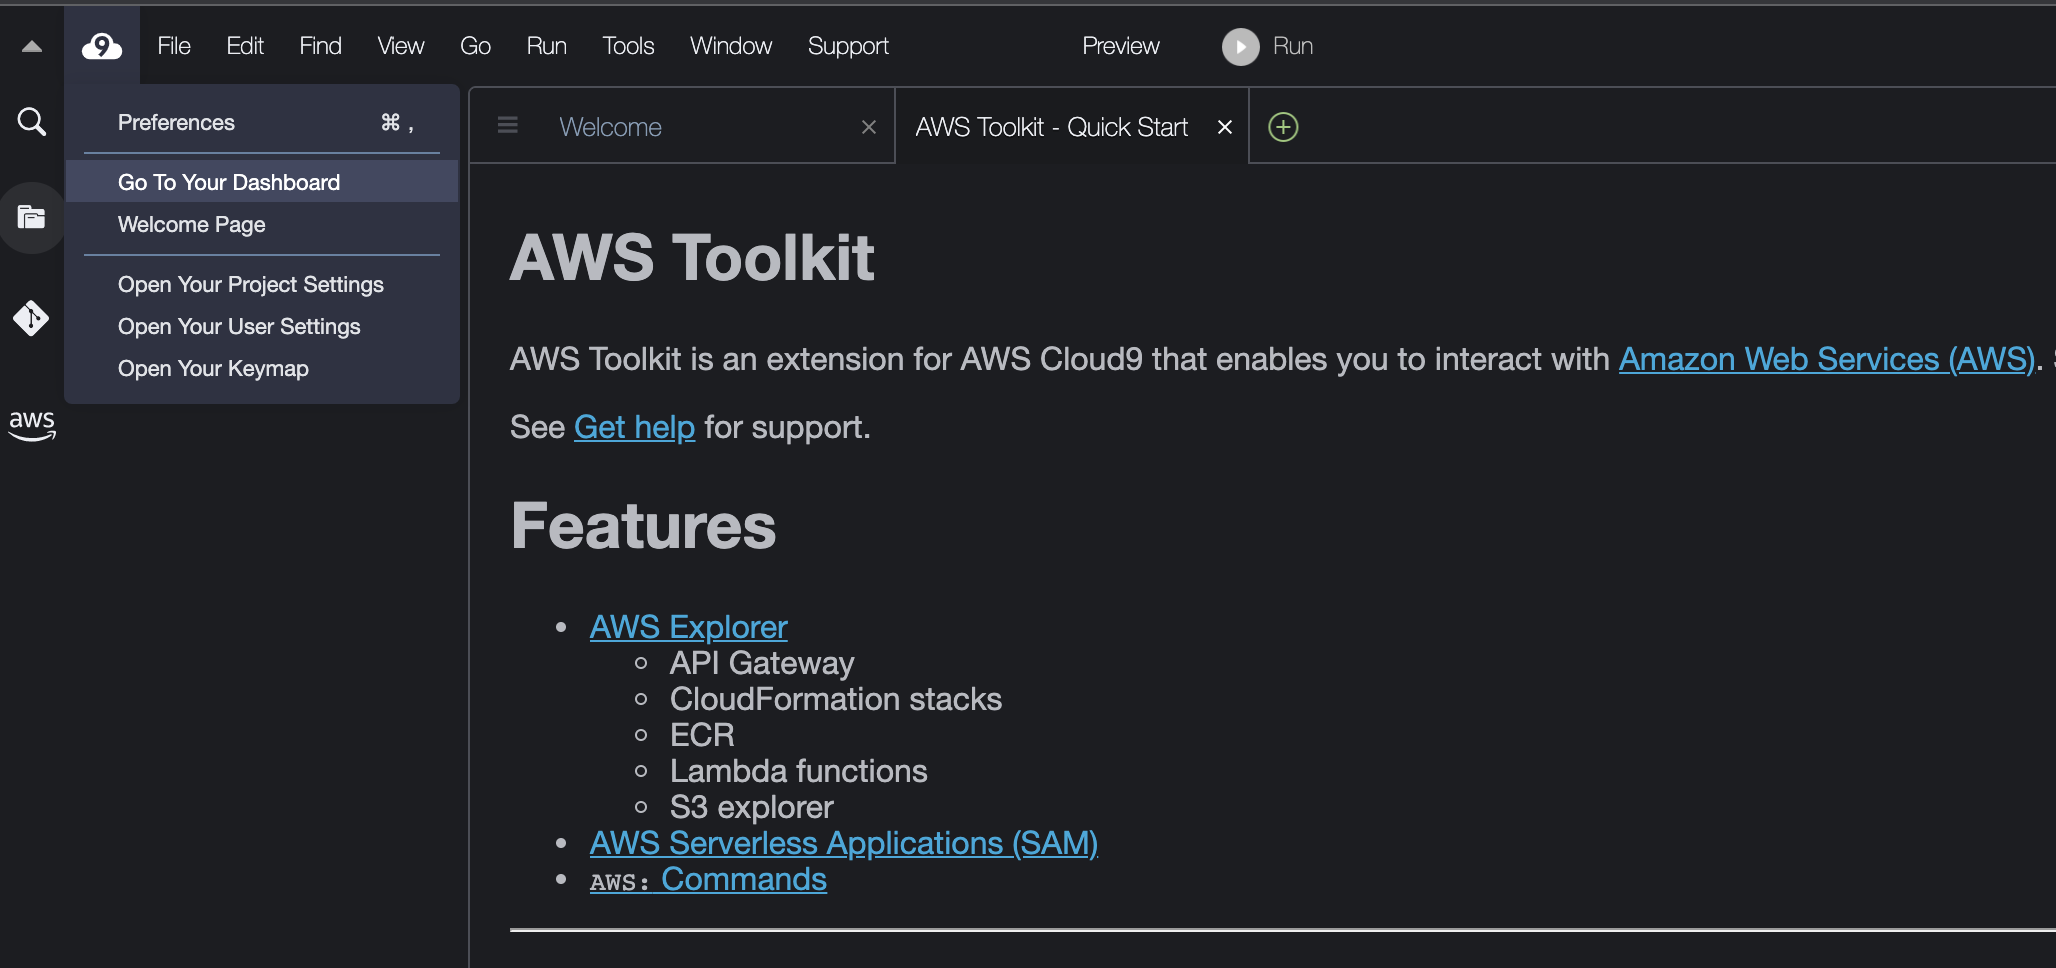 9 File Edit Find View Go Run Tools Window Support Preview Run
Preferences ⌘ ,
Go To Your Dashboard
Welcome Page
Open Your Project Settings
Open Your User Settings
Open Your Keymap
aws
Welcome
AWS Toolkit - Quick Start
AWS Toolkit
AWS Toolkit is an extension for AWS Cloud9 that enables you to interact with Amazon Web Services (AWS).
See Get help for support.
Features
AWS Explorer
API Gateway
CloudFormation stacks
ECR
Lambda functions
S3 explorer
AWS Serverless Applications (SAM)
AWS: Commands